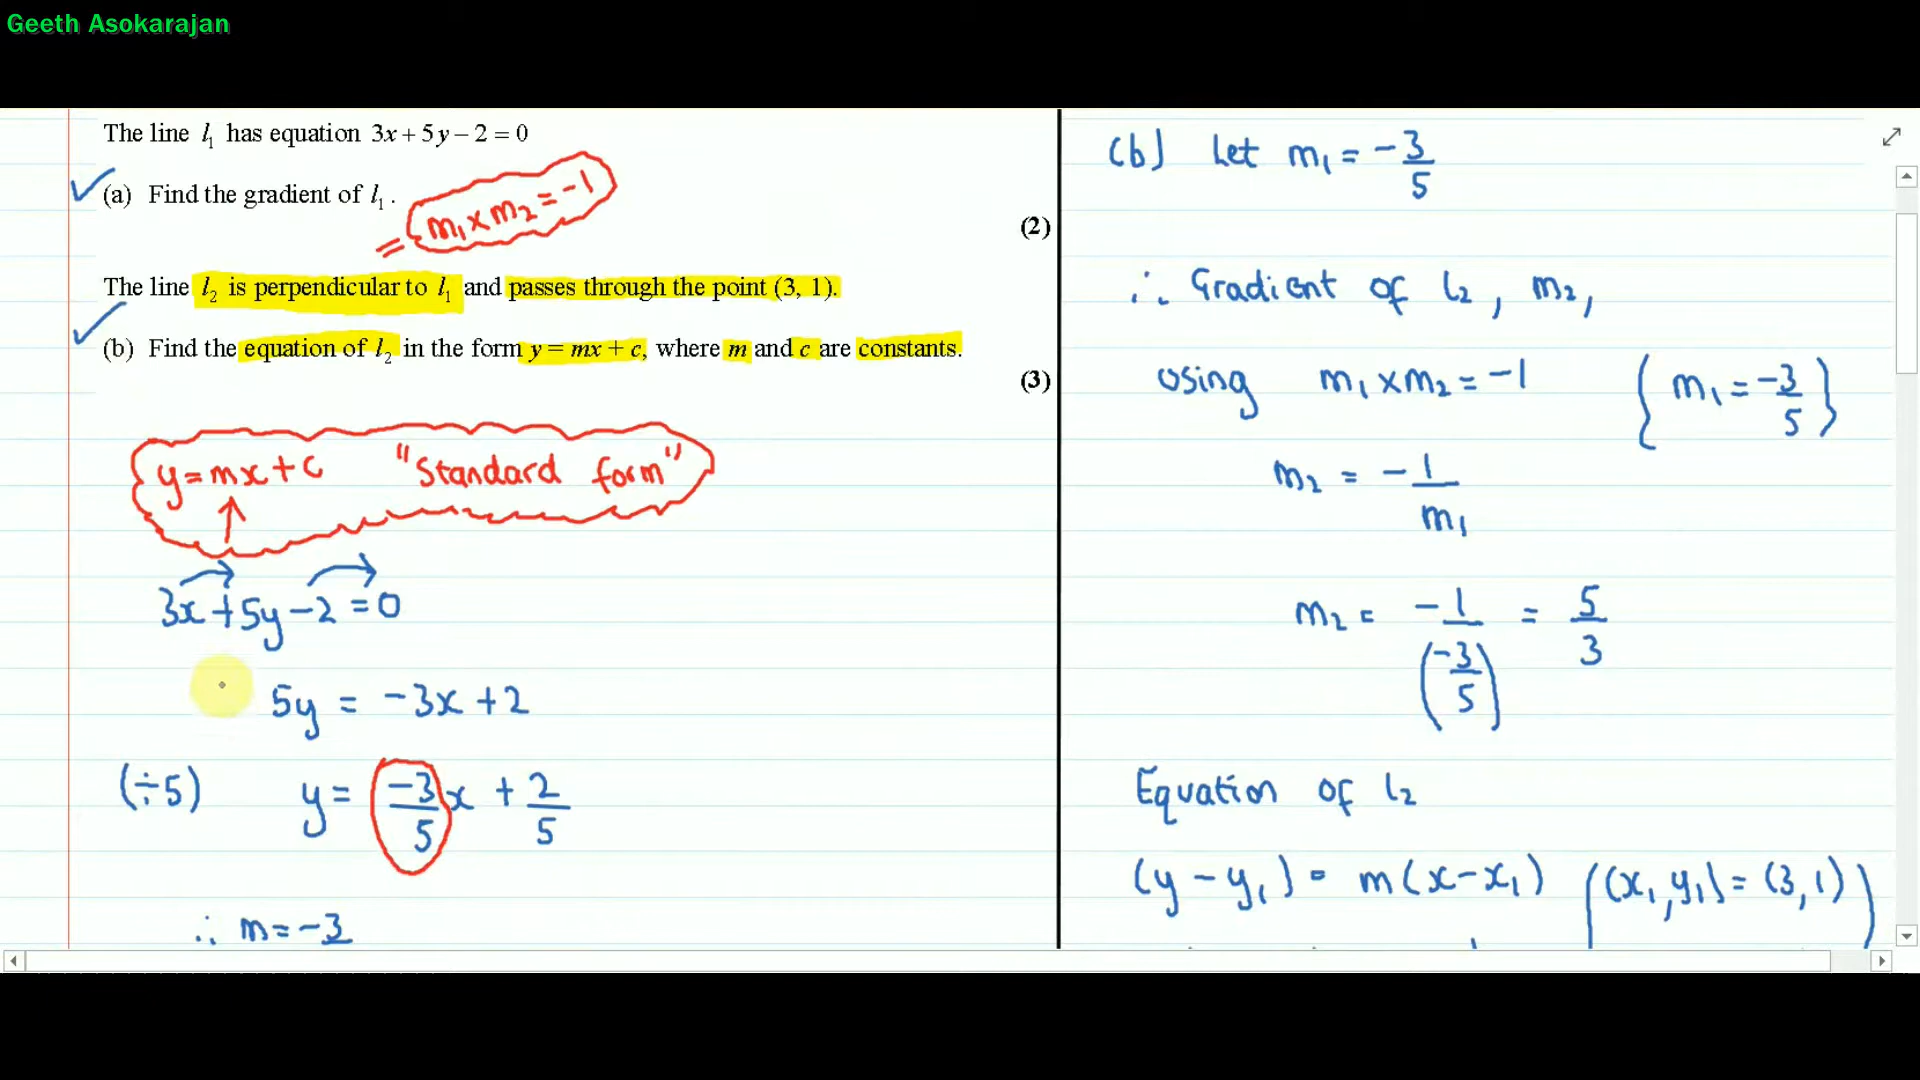 Geeth Asokarajan
The line l₁ has equation 3x + 5y − 2 = 0
(a) Find the gradient of l₁ .
= m₁ × m₂ = −1
(2)
The line l₂ is perpendicular to l₁ and passes through the point (3, 1).
(b) Find the equation of l₂ in the form y = mx + c, where m and c are constants.
(3)
y = mx + c "Standard form"
3x + 5y − 2 = 0
5y = −3x + 2
(÷5) y = −3/5 x + 2/5
∴ m = −3
(b) Let m₁ = −3/5
∴ Gradient of l₂, m₂,
using m₁ × m₂ = −1 { m₁ = −3/5 }
m₂ = −1/m₁
m₂ = −1/(−3/5) = 5/3
Equation of l₂
(y − y₁) = m(x − x₁) ((x₁, y₁) = (3, 1))